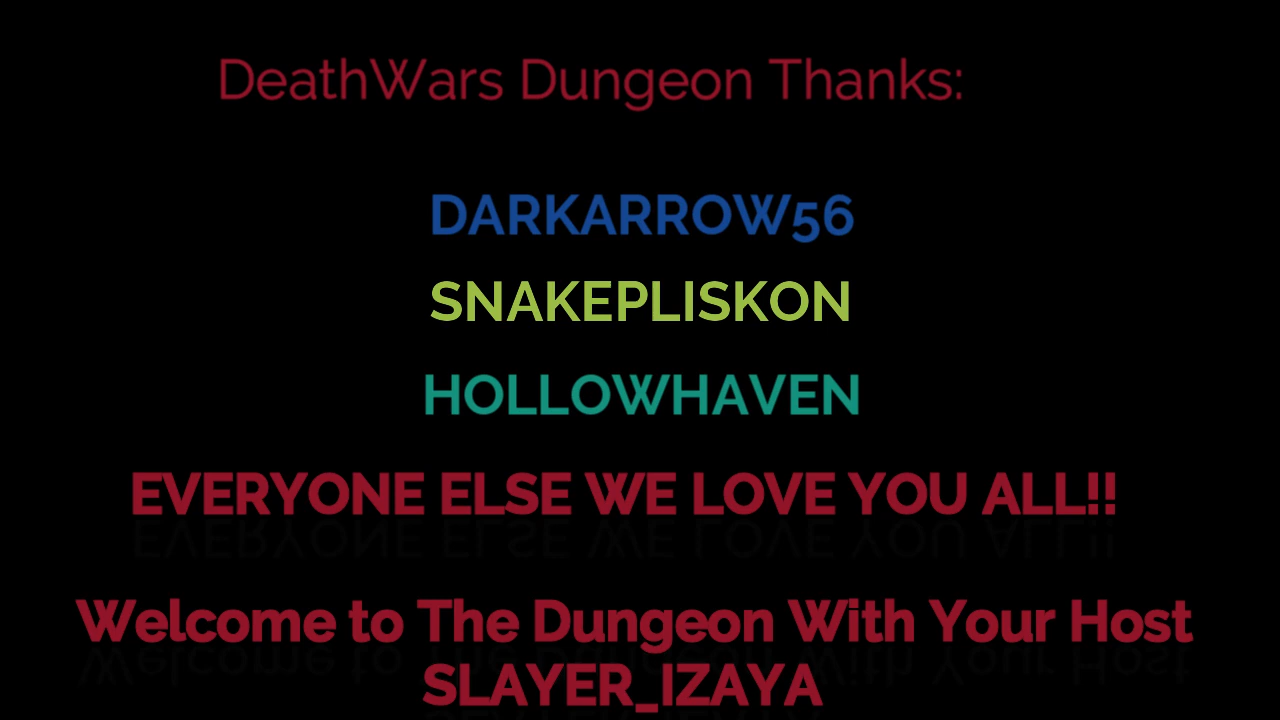 DeathWars Dungeon Thanks:
DARKARROW56
SNAKEPLISKON
HOLLOWHAVEN
EVERYONE ELSE WE LOVE YOU ALL!!
Welcome to The Dungeon With Your Host
SLAYER_IZAYA